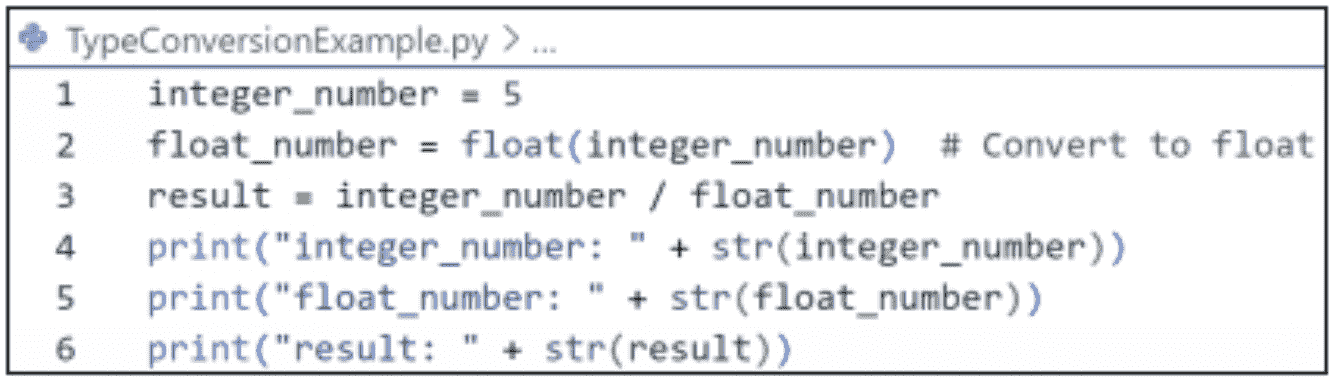 TypeConversionExample.py > ...
1 integer_number = 5
2 float_number = float(integer_number) # Convert to float
3 result = integer_number / float_number
4 print("integer_number: " + str(integer_number))
5 print("float_number: " + str(float_number))
6 print("result: " + str(result))